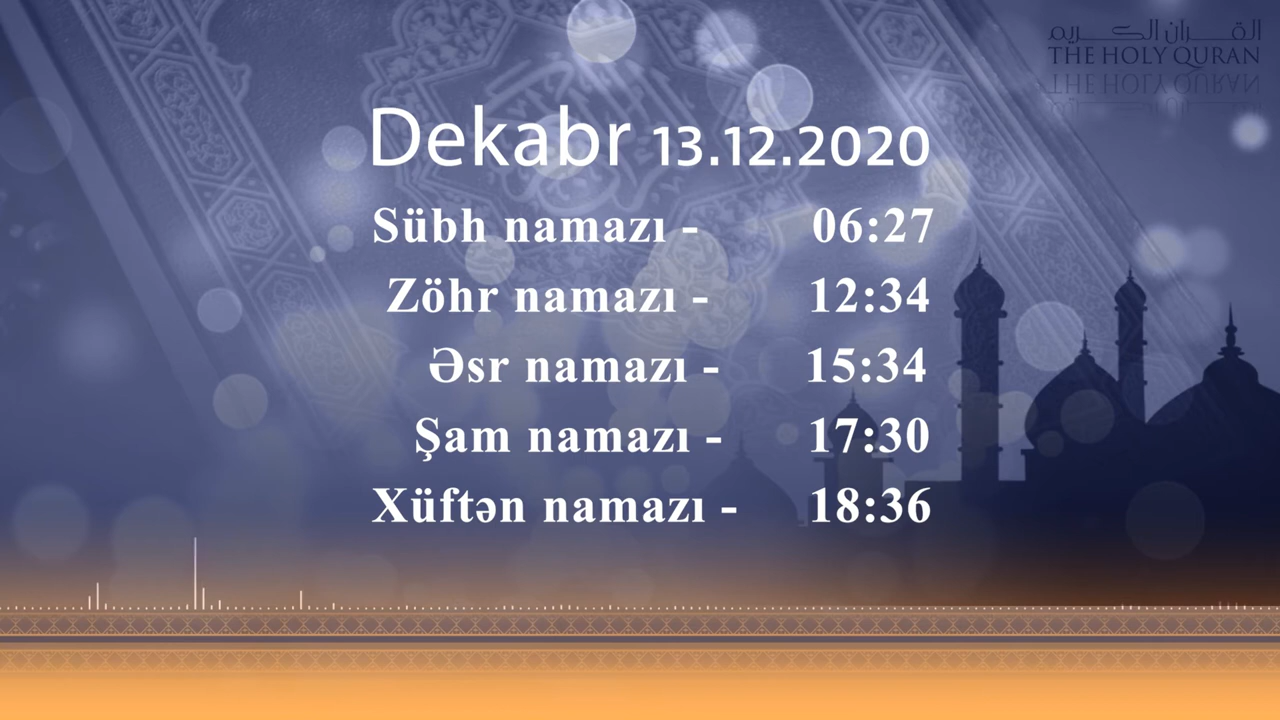 القرآن الكريم
THE HOLY QURAN
Dekabr 13.12.2020
Sübh namazı - 06:27
Zöhr namazı - 12:34
Əsr namazı - 15:34
Şam namazı - 17:30
Xüftən namazı - 18:36